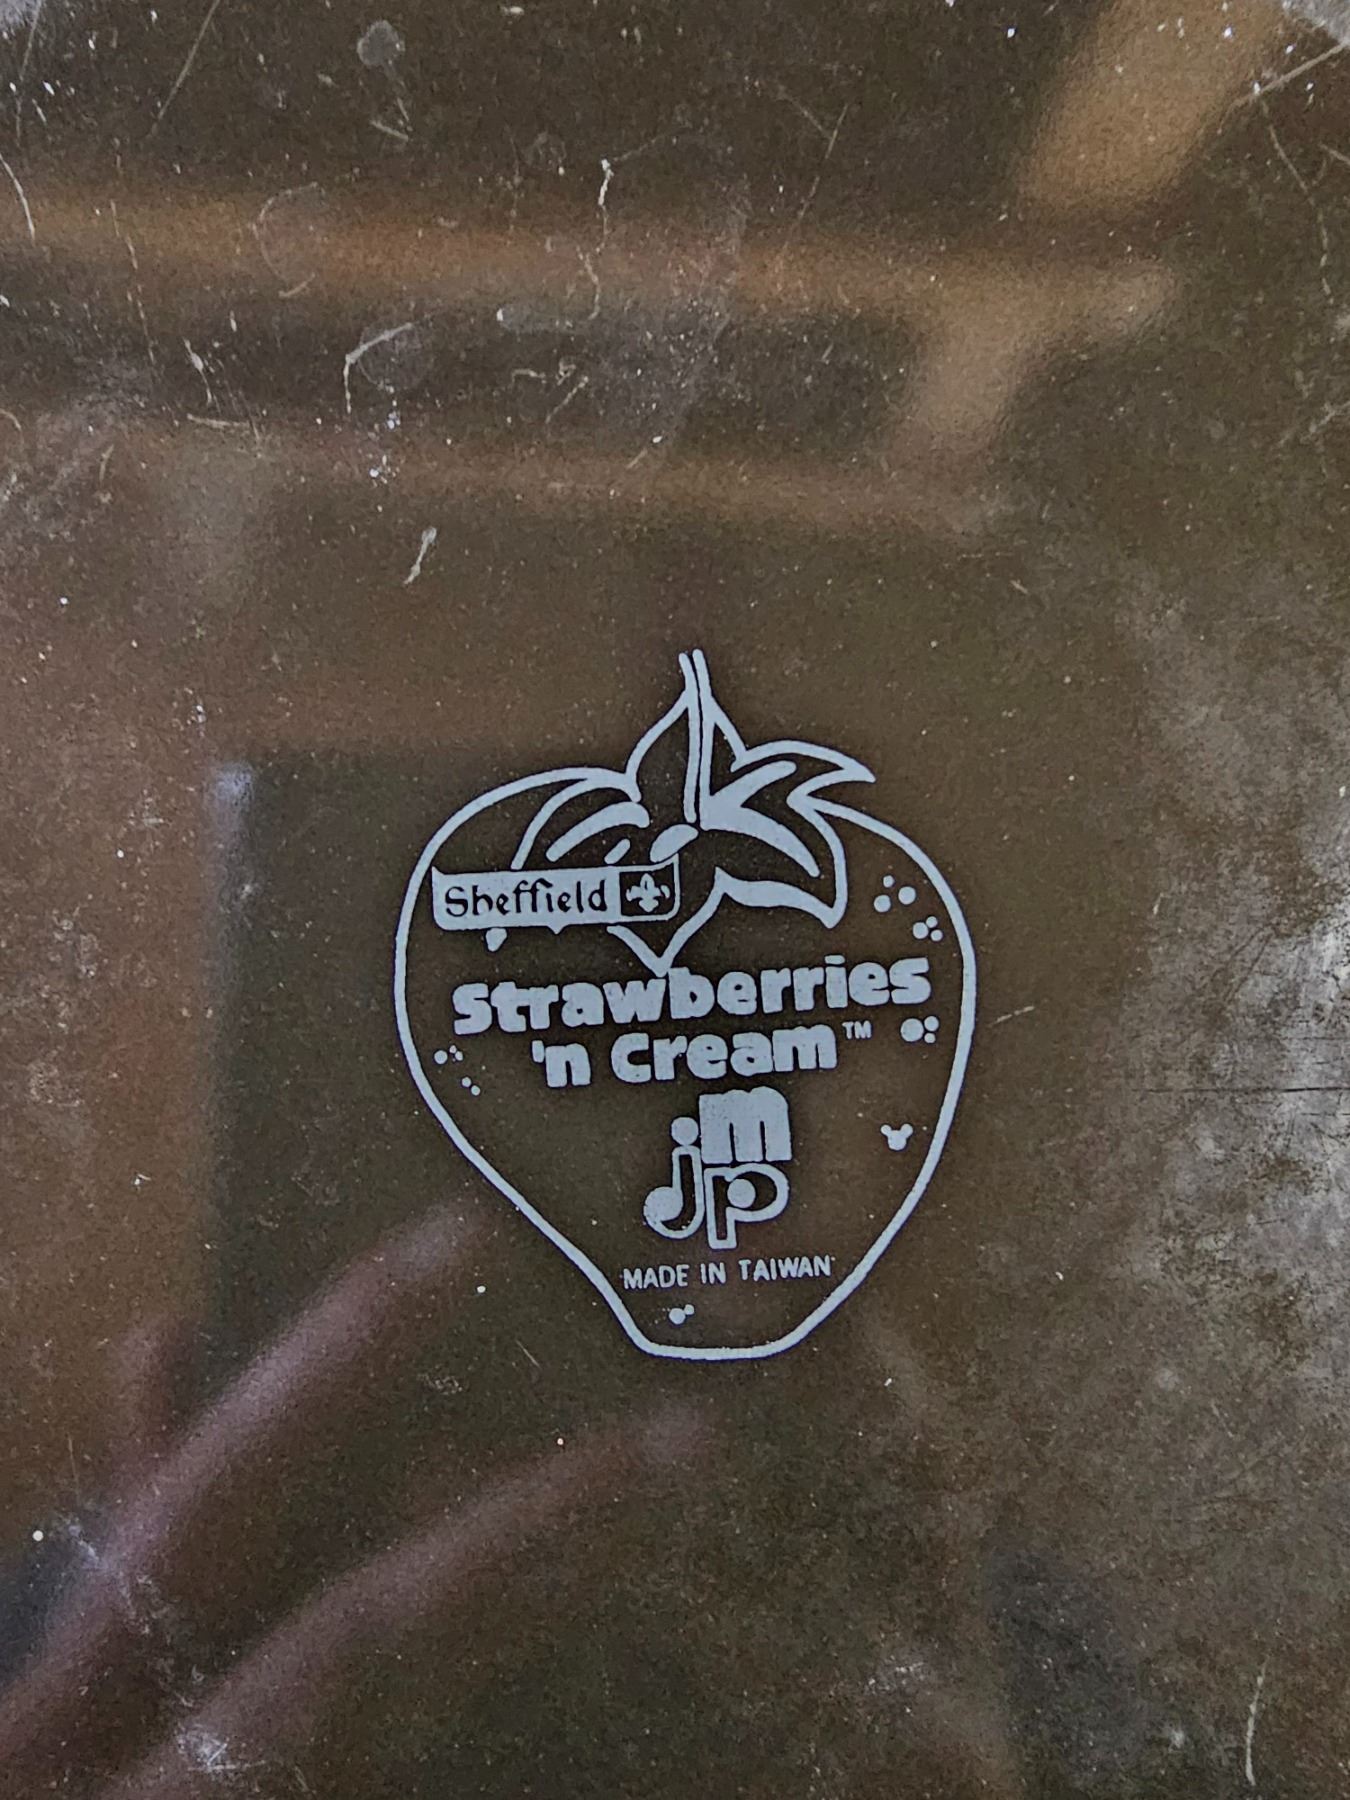 Sheffield
Strawberries
'n Cream™
jmp
MADE IN TAIWAN